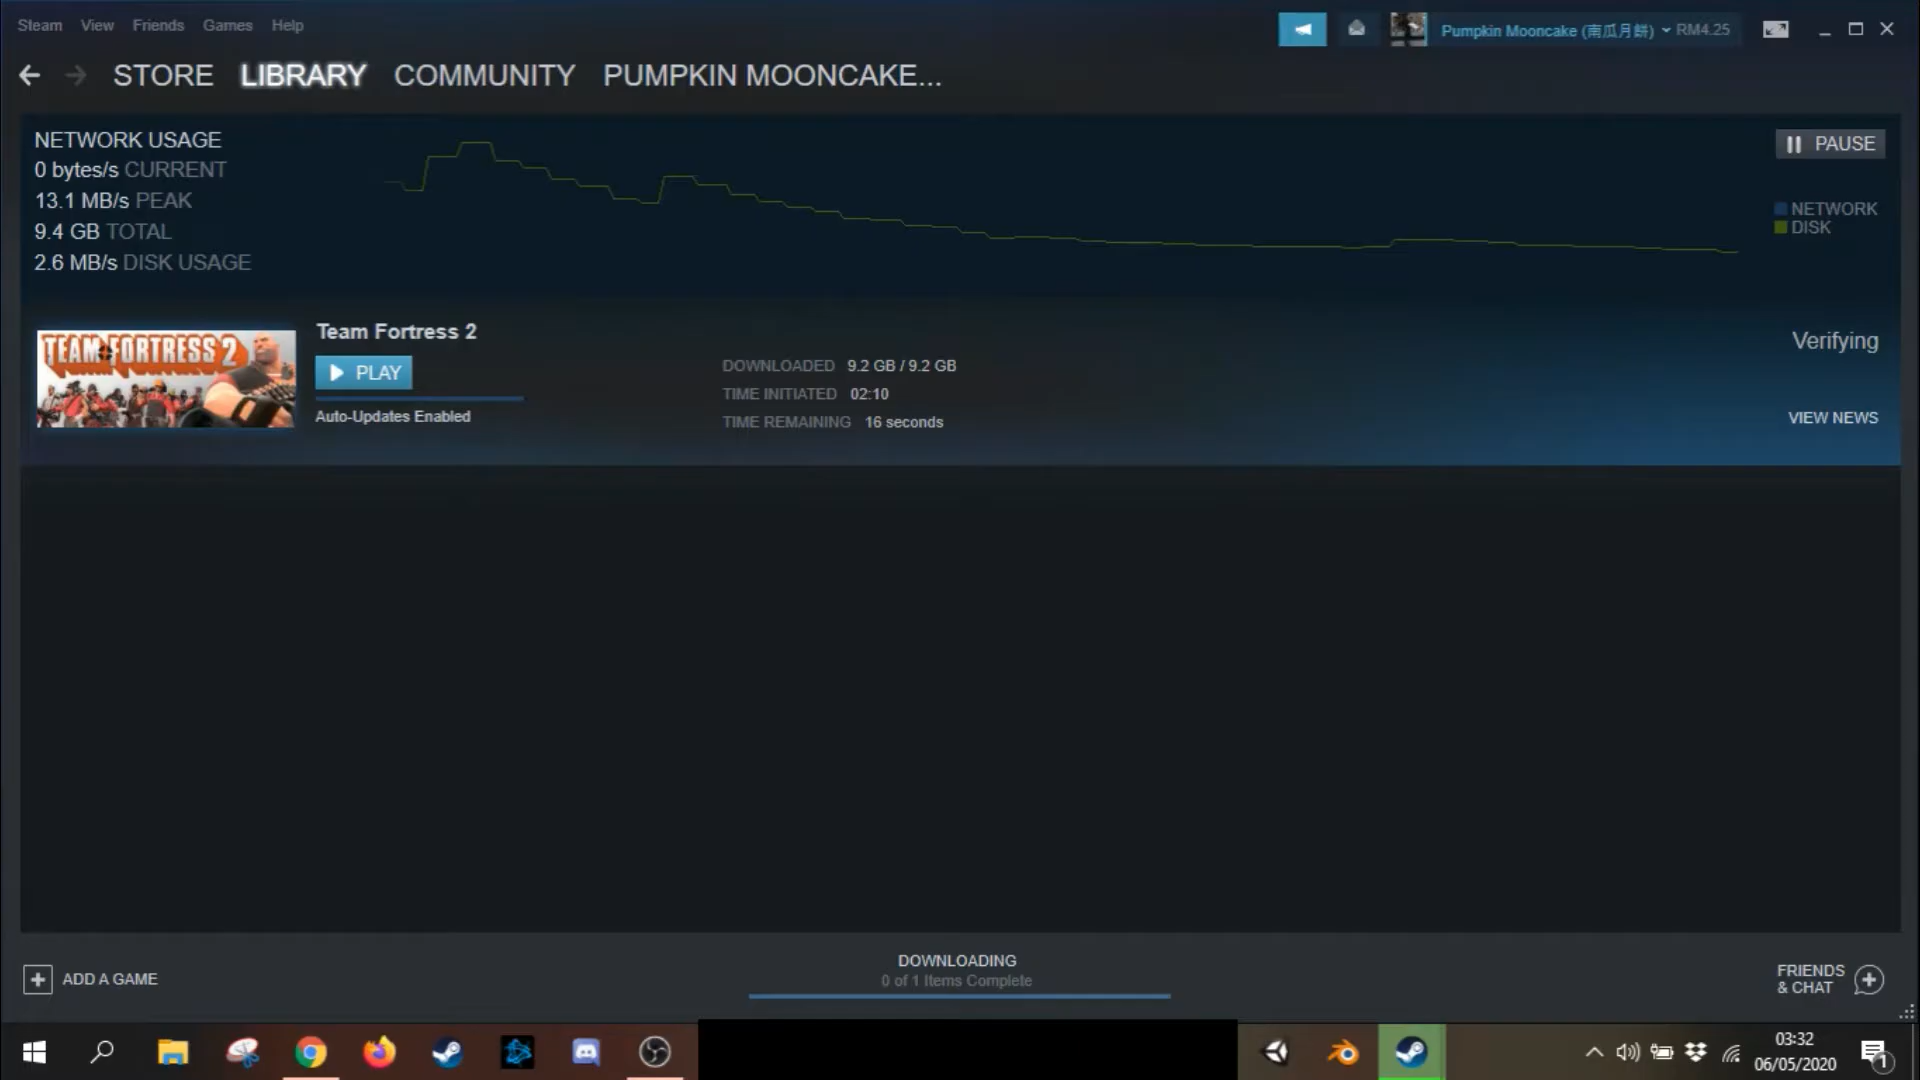 Steam View Friends Games Help
Pumpkin Mooncake (南瓜月餅) RM4.25
STORE LIBRARY COMMUNITY PUMPKIN MOONCAKE...
NETWORK USAGE
0 bytes/s CURRENT
13.1 MB/s PEAK
9.4 GB TOTAL
2.6 MB/s DISK USAGE
PAUSE
NETWORK
DISK
TEAM FORTRESS 2
Team Fortress 2
PLAY
Auto-Updates Enabled
DOWNLOADED 9.2 GB / 9.2 GB
TIME INITIATED 02:10
TIME REMAINING 16 seconds
Verifying
VIEW NEWS
ADD A GAME
DOWNLOADING
0 of 1 Items Complete
FRIENDS
& CHAT
03:32
06/05/2020
1